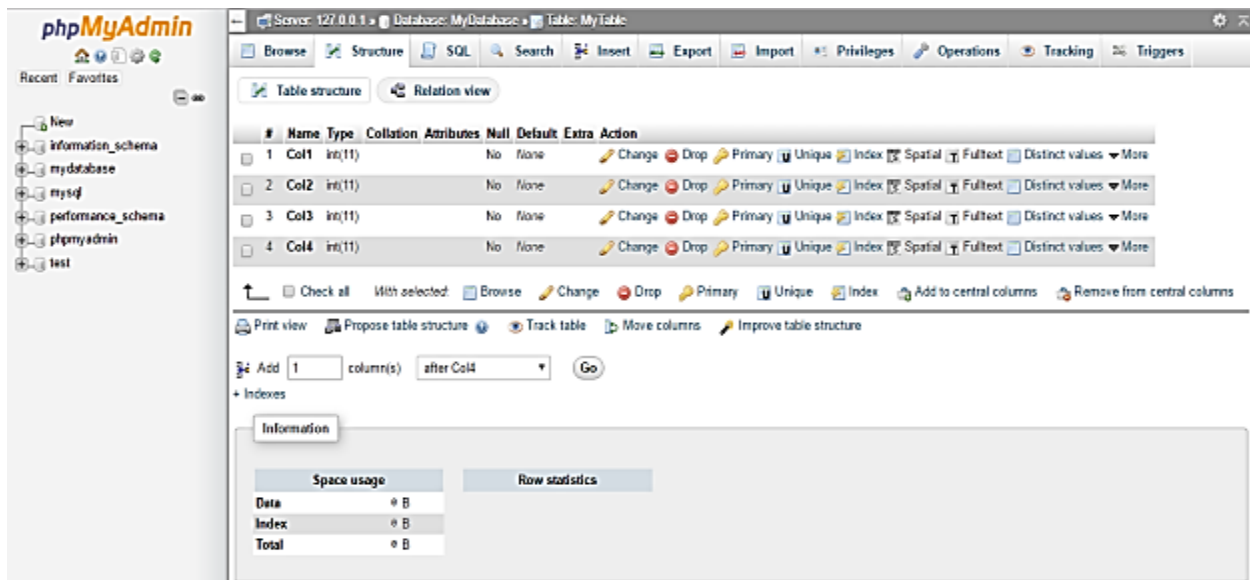 phpMyAdmin
Recent Favorites
New
information_schema
mydatabase
mysql
performance_schema
phpmyadmin
test
Server: 127.0.0.1 » Database: MyDatabase » Table: MyTable
Browse Structure SQL Search Insert Export Import Privileges Operations Tracking Triggers
Table structure Relation view
# Name Type Collation Attributes Null Default Extra Action
1 Col1 int(11) No None Change Drop Primary Unique Index Spatial Fulltext Distinct values More
2 Col2 int(11) No None Change Drop Primary Unique Index Spatial Fulltext Distinct values More
3 Col3 int(11) No None Change Drop Primary Unique Index Spatial Fulltext Distinct values More
4 Col4 int(11) No None Change Drop Primary Unique Index Spatial Fulltext Distinct values More
Check all With selected: Browse Change Drop Primary Unique Index Add to central columns Remove from central columns
Print view Propose table structure Track table Move columns Improve table structure
Add 1 column(s) after Col4 Go
+ Indexes
Information
Space usage Row statistics
Data B
Index B
Total B